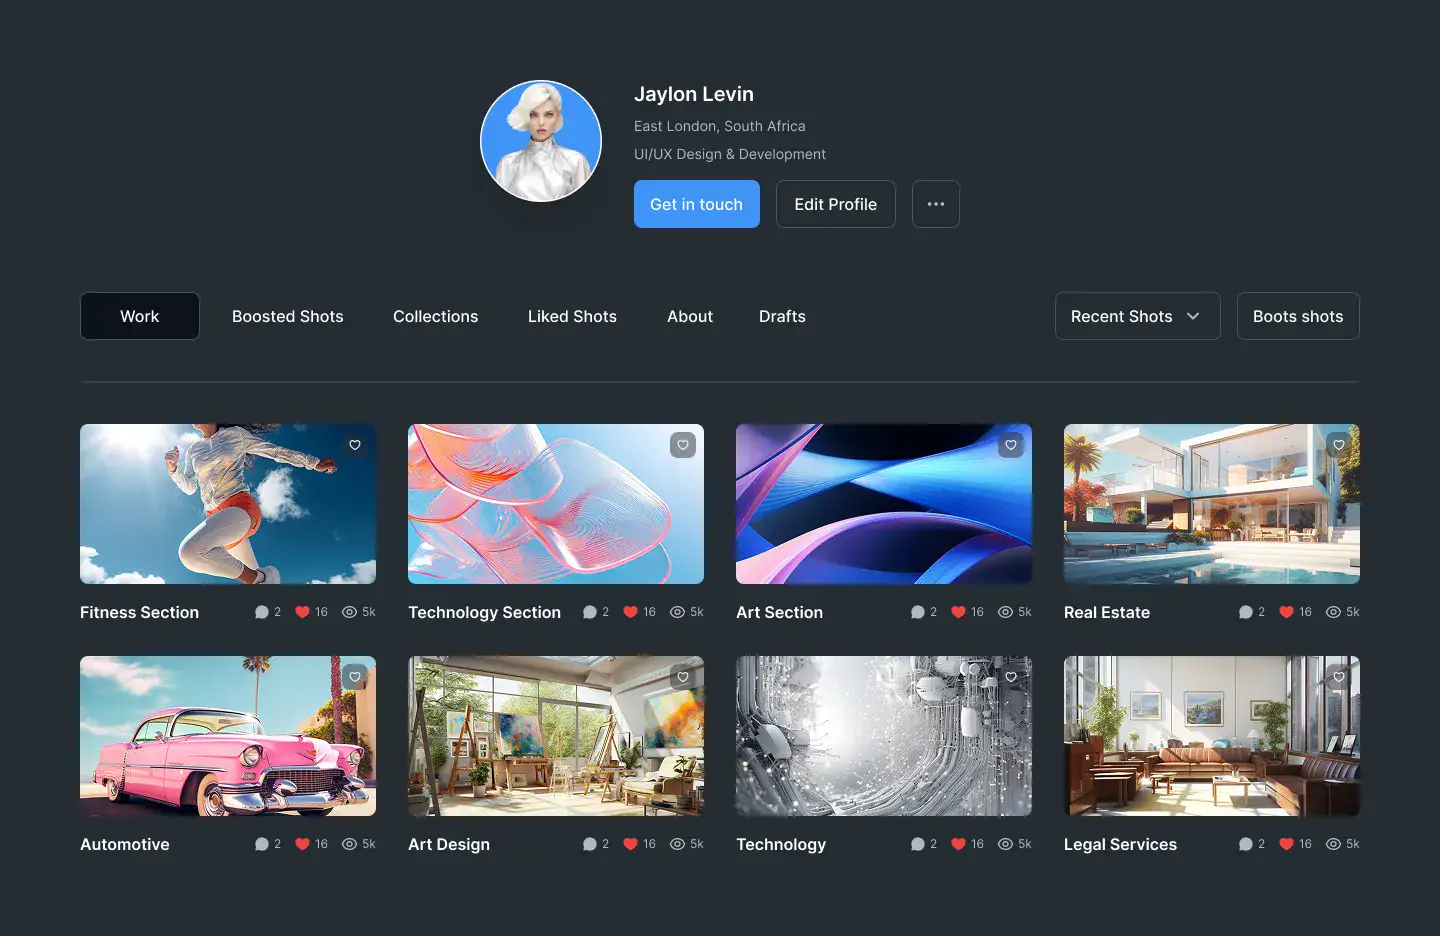 Jaylon Levin
East London, South Africa
UI/UX Design & Development
Get in touch Edit Profile
Work Boosted Shots Collections Liked Shots About Drafts Recent Shots Boots shots
Fitness Section 2 16 5k Technology Section 2 16 5k Art Section 2 16 5k Real Estate 2 16 5k
Automotive 2 16 5k Art Design 2 16 5k Technology 2 16 5k Legal Services 2 16 5k